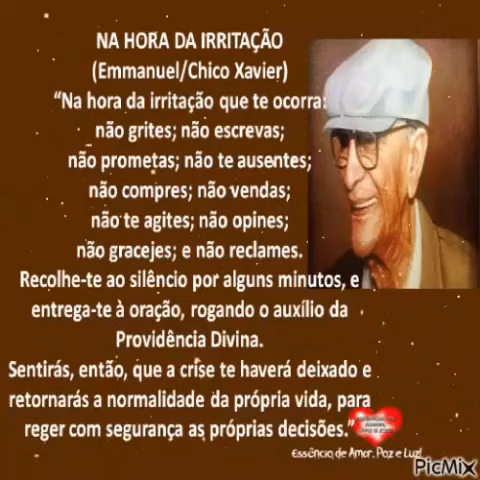 NA HORA DA IRRITAÇÃO
(Emmanuel/Chico Xavier)
“Na hora da irritação que te ocorra:
não grites; não escrevas;
não prometas; não te ausentes;
não compres; não vendas;
não te agites; não opines;
não gracejes; e não reclames.
Recolhe-te ao silêncio por alguns minutos, e
entrega-te à oração, rogando o auxílio da
Providência Divina.
Sentirás, então, que a crise te haverá deixado e
retornarás a normalidade da própria vida, para
reger com segurança as próprias decisões.”
Essência de Amor, Paz e Luz!
PicMix